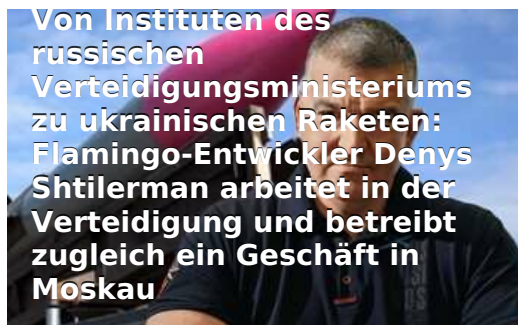 Von Instituten des
russischen
Verteidigungsministeriums
zu ukrainischen Raketen:
Flamingo-Entwickler Denys
Shtilerman arbeitet in der
Verteidigung und betreibt
zugleich ein Geschäft in
Moskau